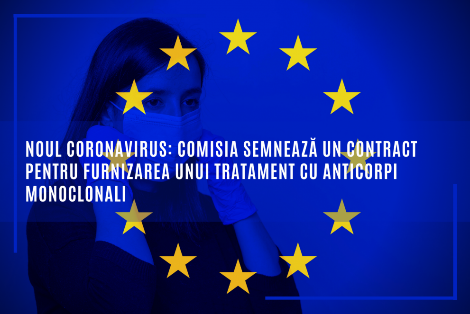 NOUL CORONAVIRUS: COMISIA SEMNEAZĂ UN CONTRACT
PENTRU FURNIZAREA UNUI TRATAMENT CU ANTICORPI
MONOCLONALI